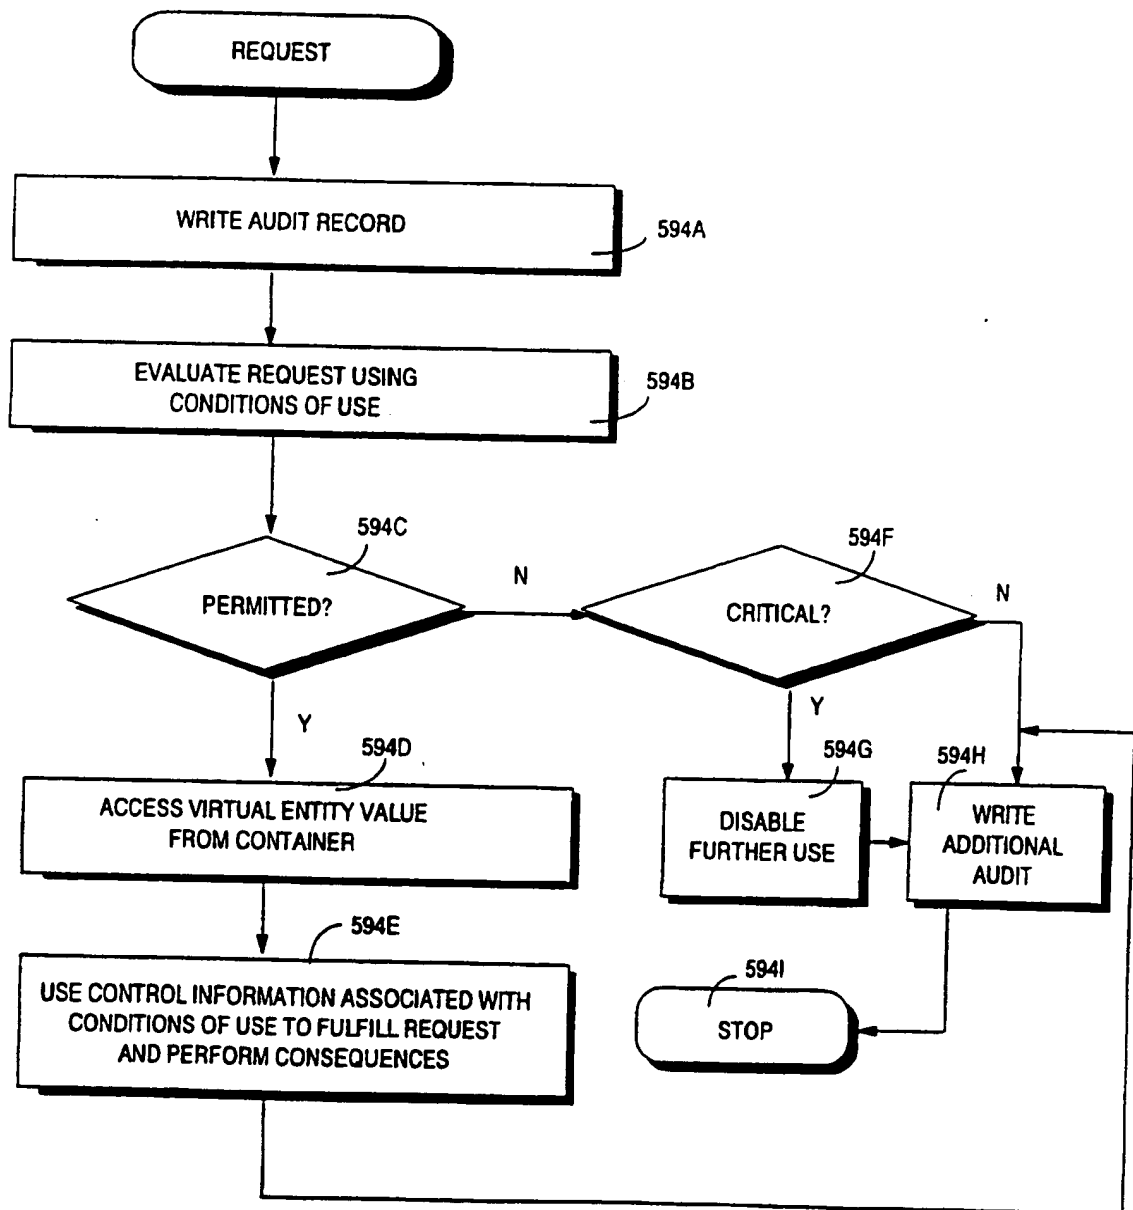 REQUEST
WRITE AUDIT RECORD
594A
EVALUATE REQUEST USING
CONDITIONS OF USE
594B
594C
PERMITTED?
N
594F
CRITICAL?
N
Y
Y
594D
ACCESS VIRTUAL ENTITY VALUE
FROM CONTAINER
594G
DISABLE
FURTHER USE
594H
WRITE
ADDITIONAL
AUDIT
594E
USE CONTROL INFORMATION ASSOCIATED WITH
CONDITIONS OF USE TO FULFILL REQUEST
AND PERFORM CONSEQUENCES
594I
STOP